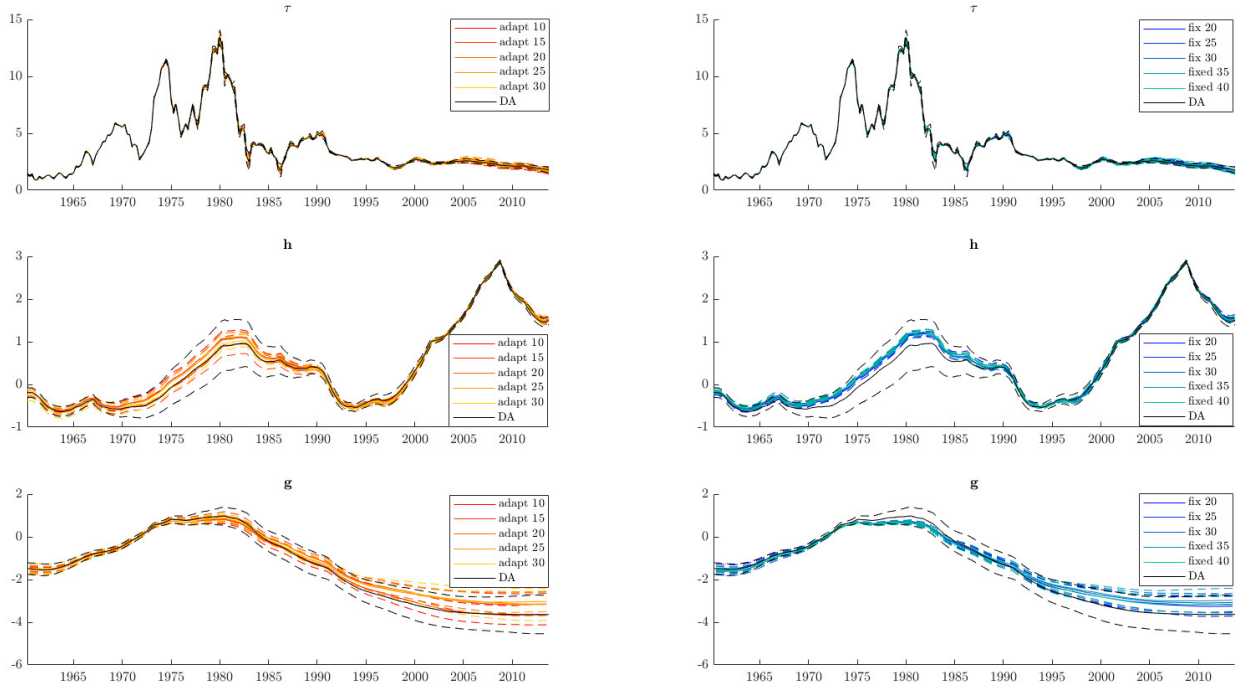 τ
15
10
5
0
adapt 10
adapt 15
adapt 20
adapt 25
adapt 30
DA
1965 1970 1975 1980 1985 1990 1995 2000 2005 2010
τ
15
10
5
0
fix 20
fix 25
fix 30
fixed 35
fixed 40
DA
1965 1970 1975 1980 1985 1990 1995 2000 2005 2010
h
3
2
1
0
-1
adapt 10
adapt 15
adapt 20
adapt 25
adapt 30
DA
1965 1970 1975 1980 1985 1990 1995 2000 2005 2010
h
3
2
1
0
-1
fix 20
fix 25
fix 30
fixed 35
fixed 40
DA
1965 1970 1975 1980 1985 1990 1995 2000 2005 2010
g
2
0
-2
-4
-6
adapt 10
adapt 15
adapt 20
adapt 25
adapt 30
DA
1965 1970 1975 1980 1985 1990 1995 2000 2005 2010
g
2
0
-2
-4
-6
fix 20
fix 25
fix 30
fixed 35
fixed 40
DA
1965 1970 1975 1980 1985 1990 1995 2000 2005 2010